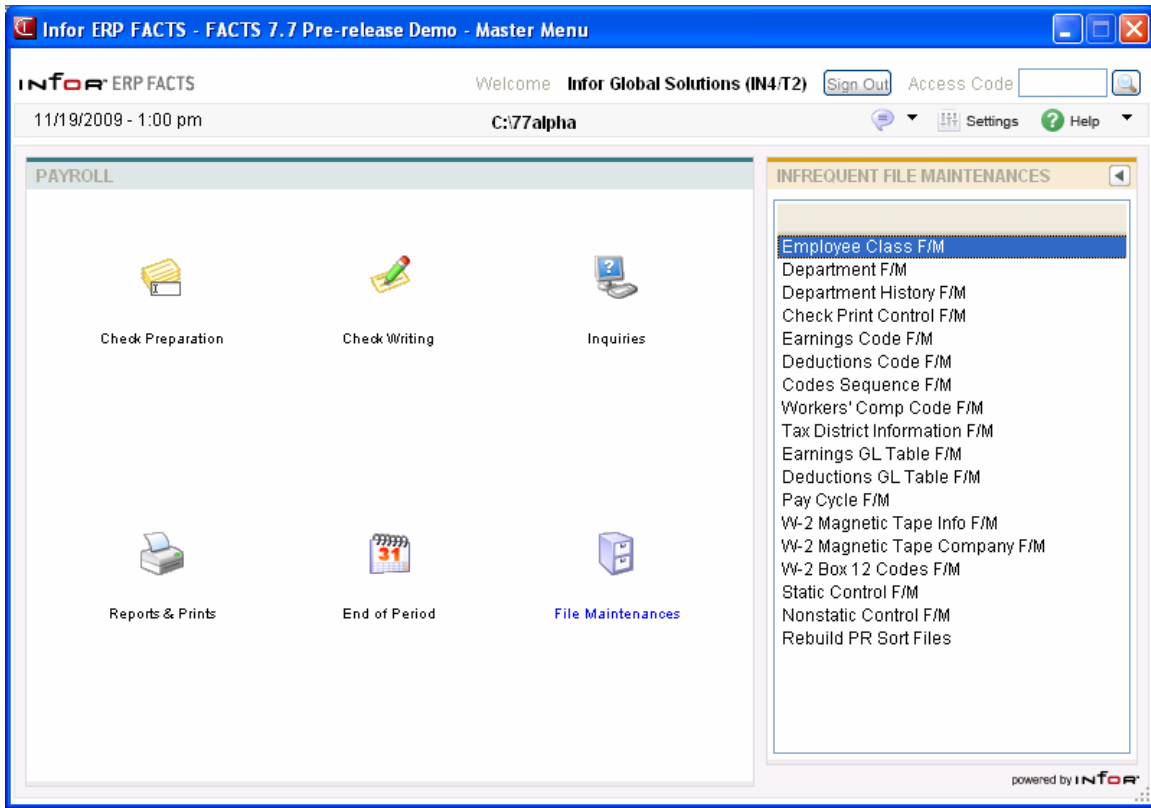 Infor ERP FACTS - FACTS 7.7 Pre-release Demo - Master Menu
infor ERP FACTS
Welcome Infor Global Solutions (IN4/T2) Sign Out Access Code
11/19/2009 - 1:00 pm
C:\77alpha
Settings
Help
PAYROLL
Check Preparation
Check Writing
Inquiries
31
Reports & Prints
End of Period
File Maintenances
INFREQUENT FILE MAINTENANCES
Employee Class F/M
Department F/M
Department History F/M
Check Print Control F/M
Earnings Code F/M
Deductions Code F/M
Codes Sequence F/M
Workers' Comp Code F/M
Tax District Information F/M
Earnings GL Table F/M
Deductions GL Table F/M
Pay Cycle F/M
W-2 Magnetic Tape Info F/M
W-2 Magnetic Tape Company F/M
W-2 Box 12 Codes F/M
Static Control F/M
Nonstatic Control F/M
Rebuild PR Sort Files
powered by infor